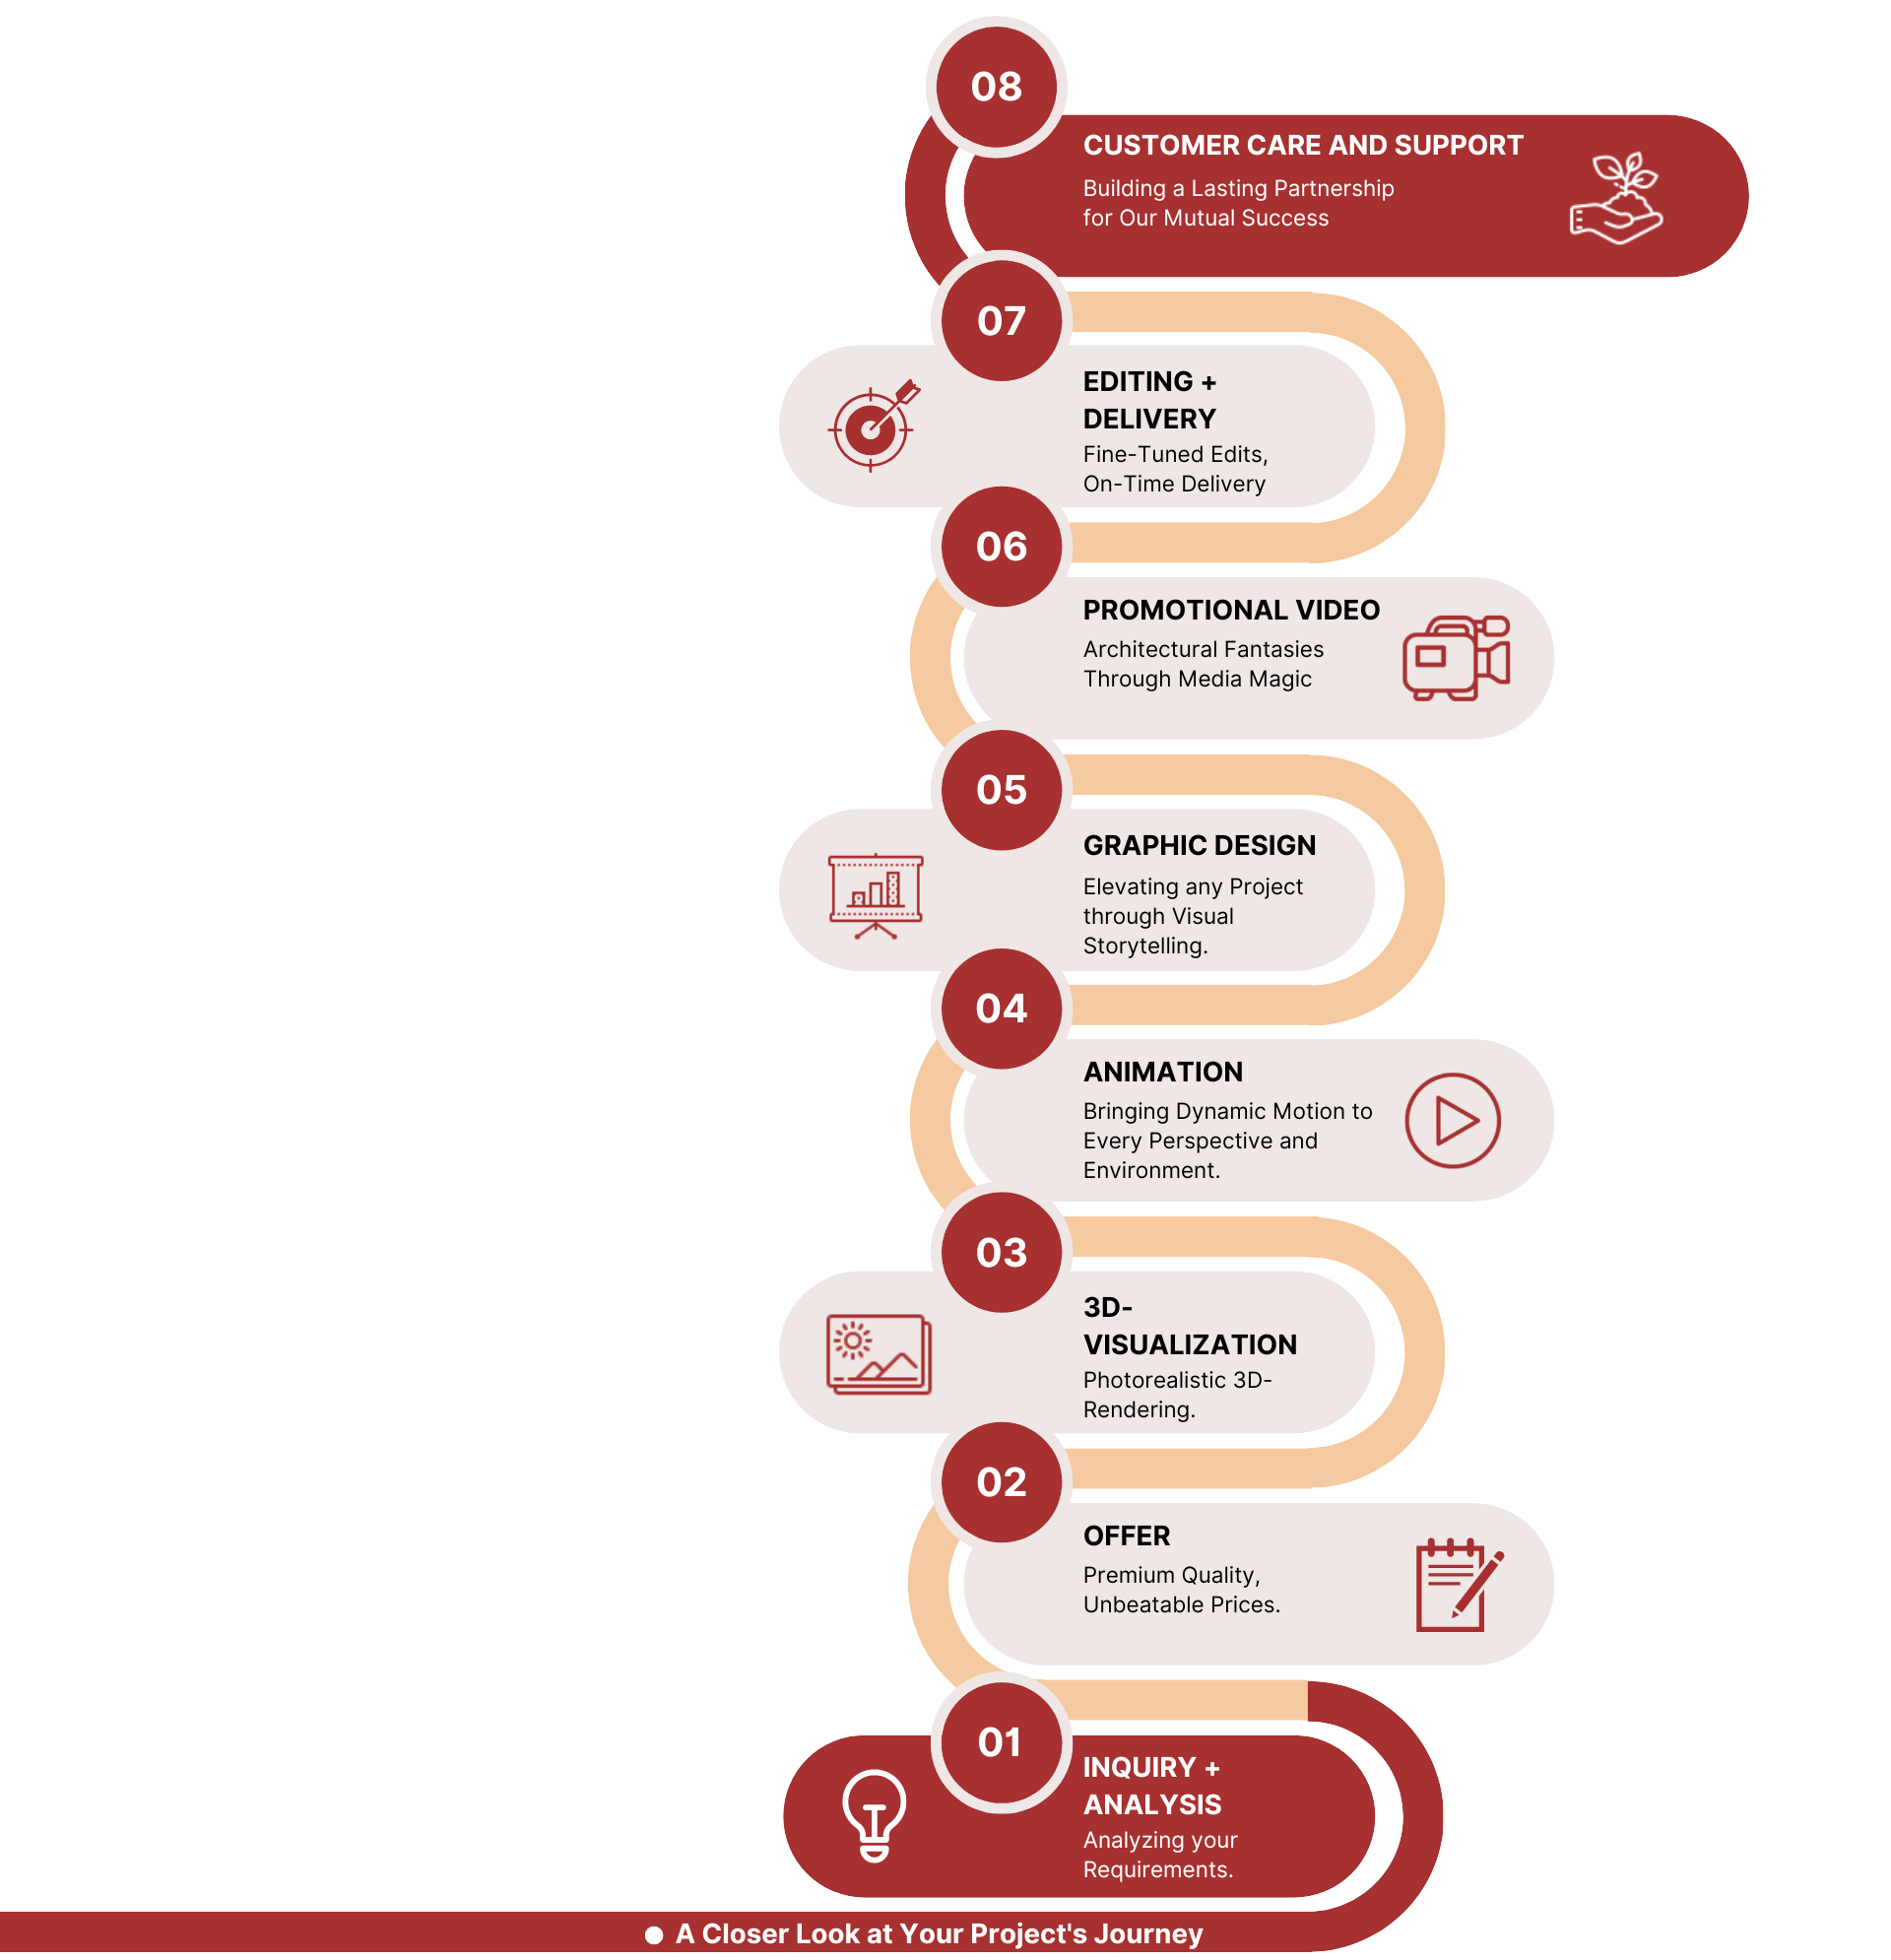 08
CUSTOMER CARE AND SUPPORT
Building a Lasting Partnership
for Our Mutual Success
07
EDITING +
DELIVERY
Fine-Tuned Edits,
On-Time Delivery
06
PROMOTIONAL VIDEO
Architectural Fantasies
Through Media Magic
05
GRAPHIC DESIGN
Elevating any Project
through Visual
Storytelling.
04
ANIMATION
Bringing Dynamic Motion to
Every Perspective and
Environment.
03
3D-
VISUALIZATION
Photorealistic 3D-
Rendering.
02
OFFER
Premium Quality,
Unbeatable Prices.
01
INQUIRY +
ANALYSIS
Analyzing your
Requirements.
A Closer Look at Your Project's Journey